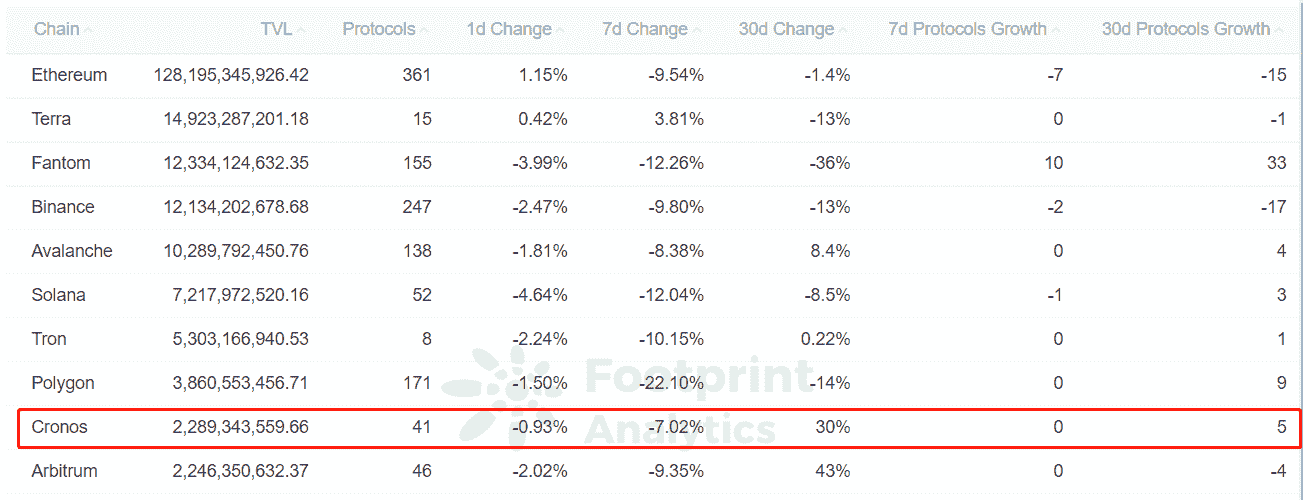 Chain TVL Protocols 1d Change 7d Change 30d Change 7d Protocols Growth 30d Protocols Growth
Ethereum 128,195,345,926.42 361 1.15% -9.54% -1.4% -7 -15
Terra 14,923,287,201.18 15 0.42% 3.81% -13% 0 -1
Fantom 12,334,124,632.35 155 -3.99% -12.26% -36% 10 33
Binance 12,134,202,678.68 247 -2.47% -9.80% -13% -2 -17
Avalanche 10,289,792,450.76 138 -1.81% -8.38% 8.4% 0 4
Solana 7,217,972,520.16 52 -4.64% -12.04% -8.5% -1 3
Tron 5,303,166,940.53 8 -2.24% -10.15% 0.22% 0 1
Polygon 3,860,553,456.71 171 -1.50% -22.10% -14% 0 9
Cronos 2,289,343,559.66 41 -0.93% -7.02% 30% 0 5
Arbitrum 2,246,350,632.37 46 -2.02% -9.35% 43% 0 -4
Footprint
Analytics